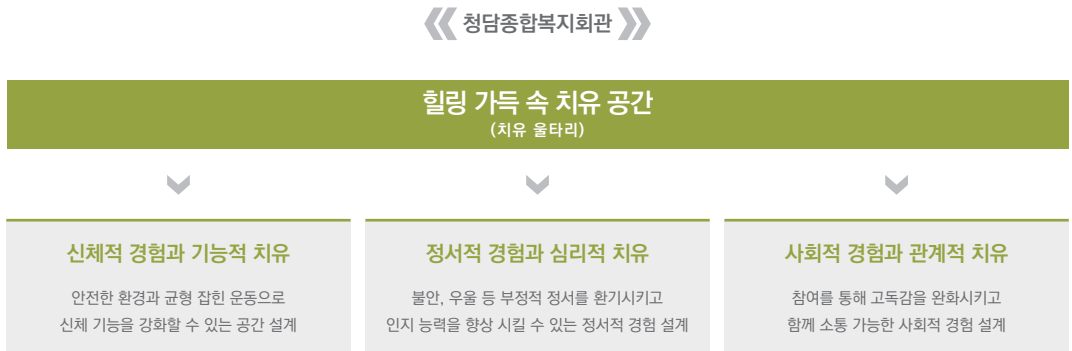 청담종합복지회관
힐링 가득 속 치유 공간
(치유 울타리)
신체적 경험과 기능적 치유
안전한 환경과 균형 잡힌 운동으로
신체 기능을 강화할 수 있는 공간 설계
정서적 경험과 심리적 치유
불안, 우울 등 부정적 정서를 환기시키고
인지 능력을 향상 시킬 수 있는 정서적 경험 설계
사회적 경험과 관계적 치유
참여를 통해 고독감을 완화시키고
함께 소통 가능한 사회적 경험 설계